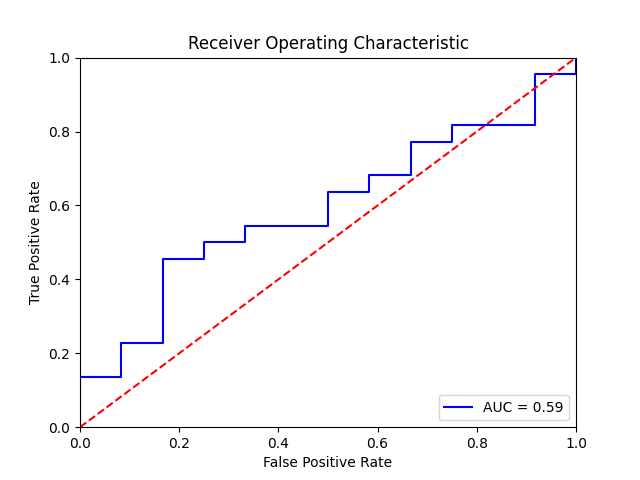 Receiver Operating Characteristic
1.0
0.8
0.6
0.4
0.2
0.0
True Positive Rate
AUC = 0.59
0.0 0.2 0.4 0.6 0.8 1.0
False Positive Rate